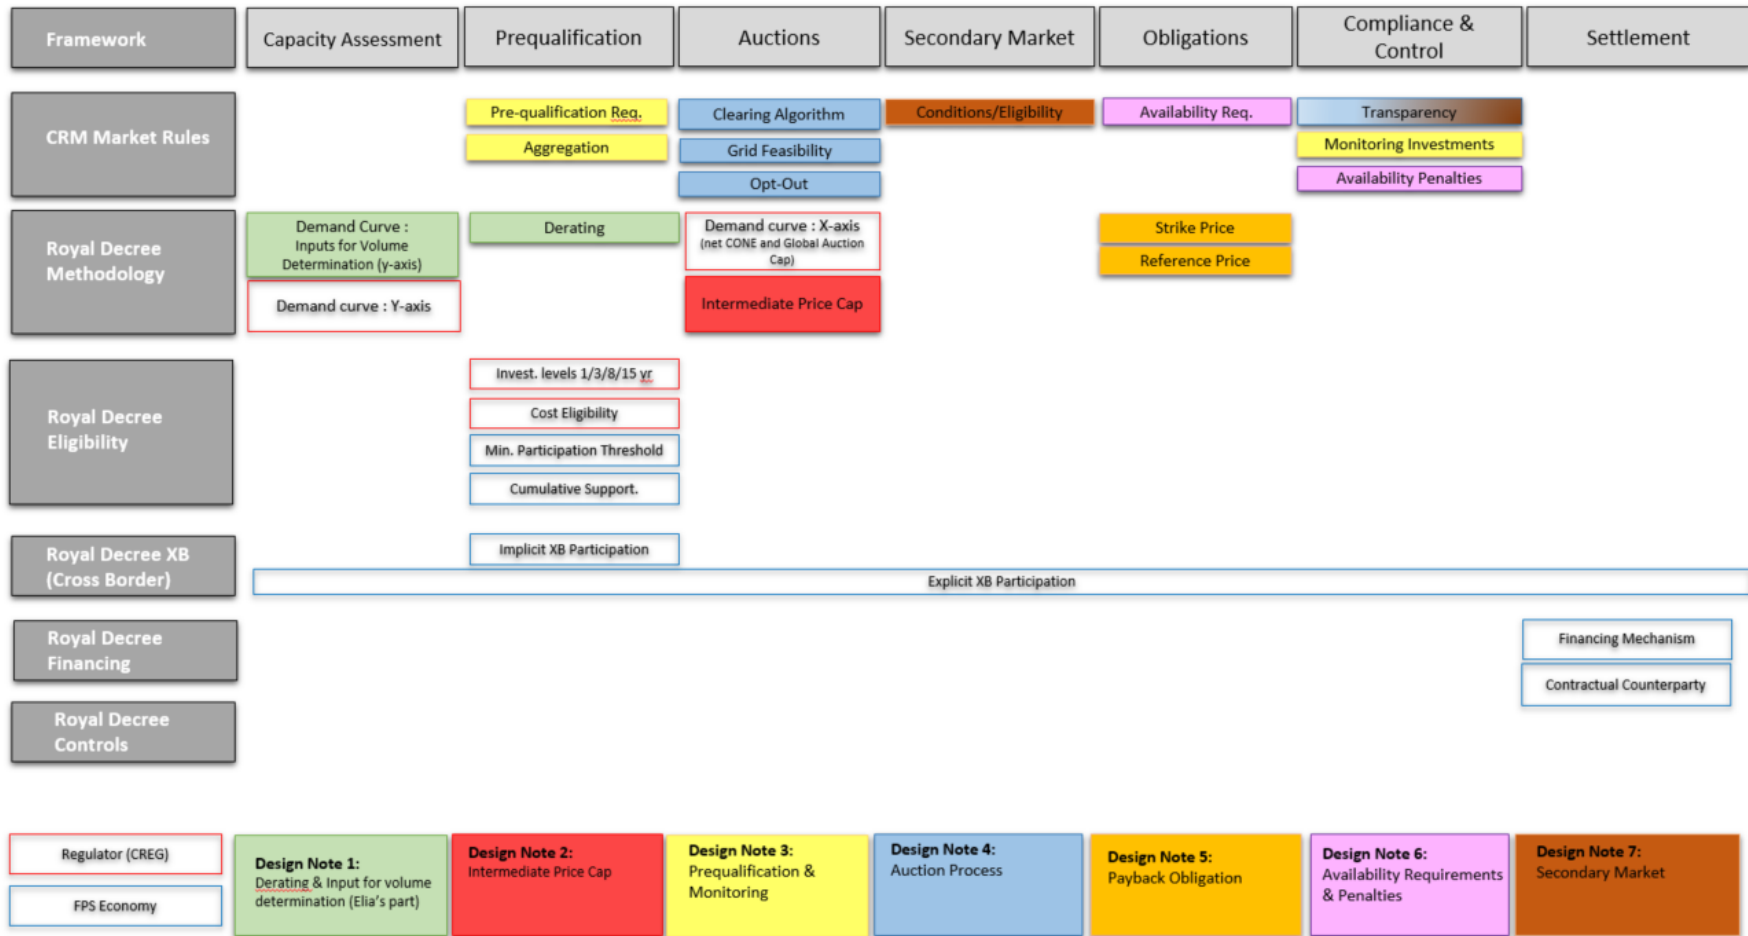 Framework
Capacity Assessment
Prequalification
Auctions
Secondary Market
Obligations
Compliance &
Control
Settlement
CRM Market Rules
Pre-qualification Req.
Aggregation
Clearing Algorithm
Grid Feasibility
Opt-Out
Conditions/Eligibility
Availability Req.
Transparency
Monitoring Investments
Availability Penalties
Royal Decree
Methodology
Demand Curve :
Inputs for Volume
Determination (y-axis)
Demand curve : Y-axis
Derating
Demand curve : X-axis
(net CONE and Global Auction
Cap)
Intermediate Price Cap
Strike Price
Reference Price
Royal Decree
Eligibility
Invest. levels 1/3/8/15 yr
Cost Eligibility
Min. Participation Threshold
Cumulative Support.
Royal Decree XB
(Cross Border)
Implicit XB Participation
Explicit XB Participation
Royal Decree
Financing
Financing Mechanism
Contractual Counterparty
Royal Decree
Controls
Regulator (CREG)
FPS Economy
Design Note 1:
Derating & Input for volume
determination (Elia's part)
Design Note 2:
Intermediate Price Cap
Design Note 3:
Prequalification &
Monitoring
Design Note 4:
Auction Process
Design Note 5:
Payback Obligation
Design Note 6:
Availability Requirements
& Penalties
Design Note 7:
Secondary Market